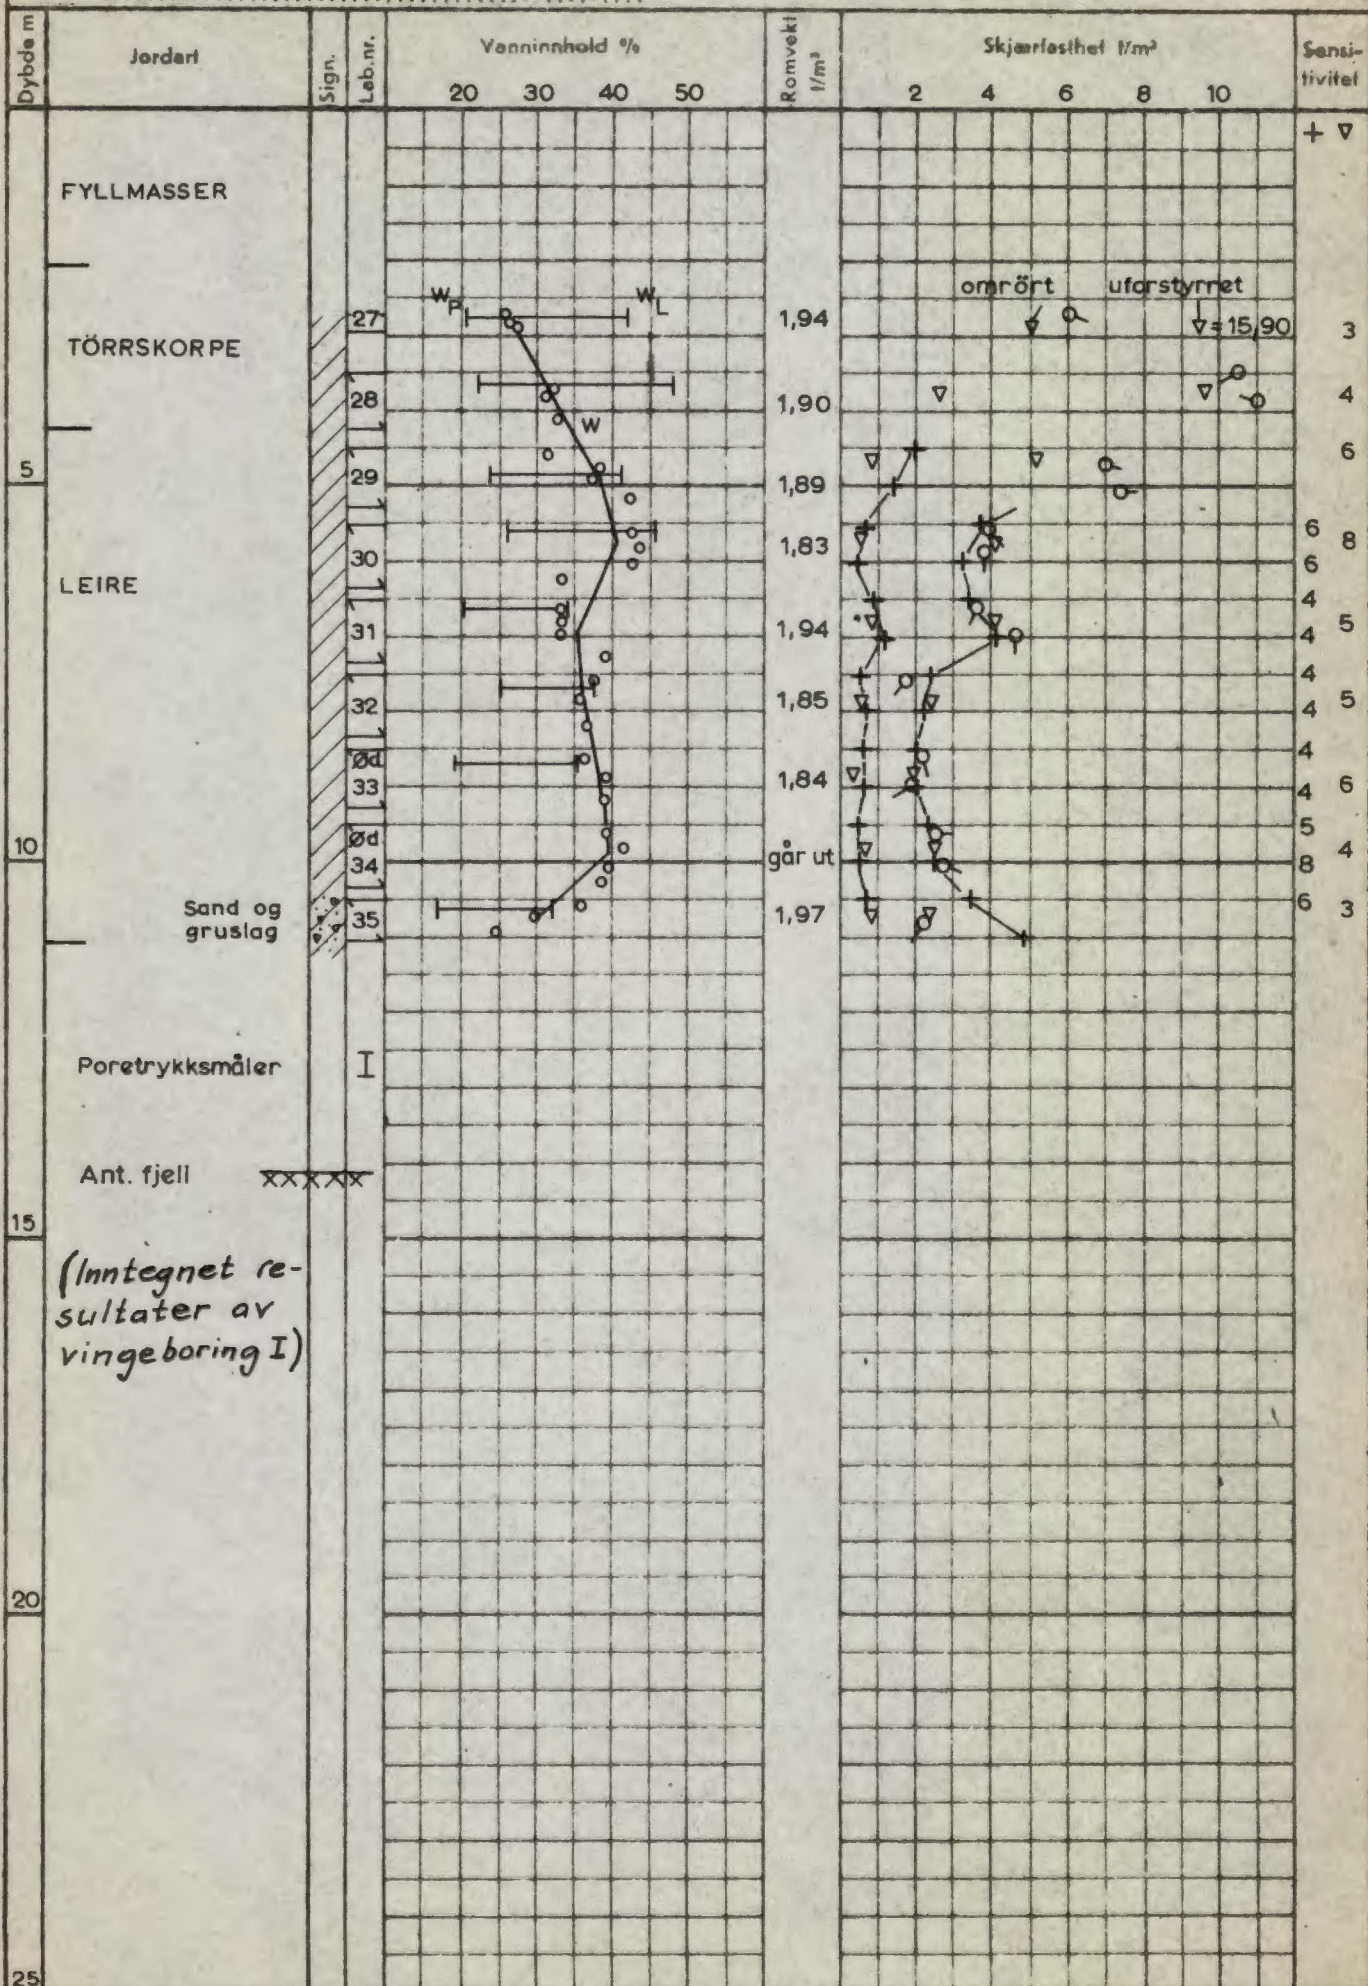 Dybde m
Jordart
Sign.
Lab.nr.
Vanninnhold %
20 30 40 50
Romvekt t/m³
Skjærfasthet t/m²
2 4 6 8 10
Sensi-
tivitet
+ ▽
FYLLMASSER
omrört uforstyrret
W_P W_L
27 1,94 = 15,90 3
TÖRRSKORPE
28 1,90 4
W
6
5 29 1,89
6
30 1,83 8
6
LEIRE
4
31 1,94 5
4
4
32 1,85 5
4
Ød 4
33 1,84 6
4
Ød 5
10 34 går ut 4
8
Sand og 6
gruslag 35 1,97 3
Poretrykksmåler I
Ant. fjell xxxxx
15
(Inntegnet re-
sultater av
vingeboring I)
20
25